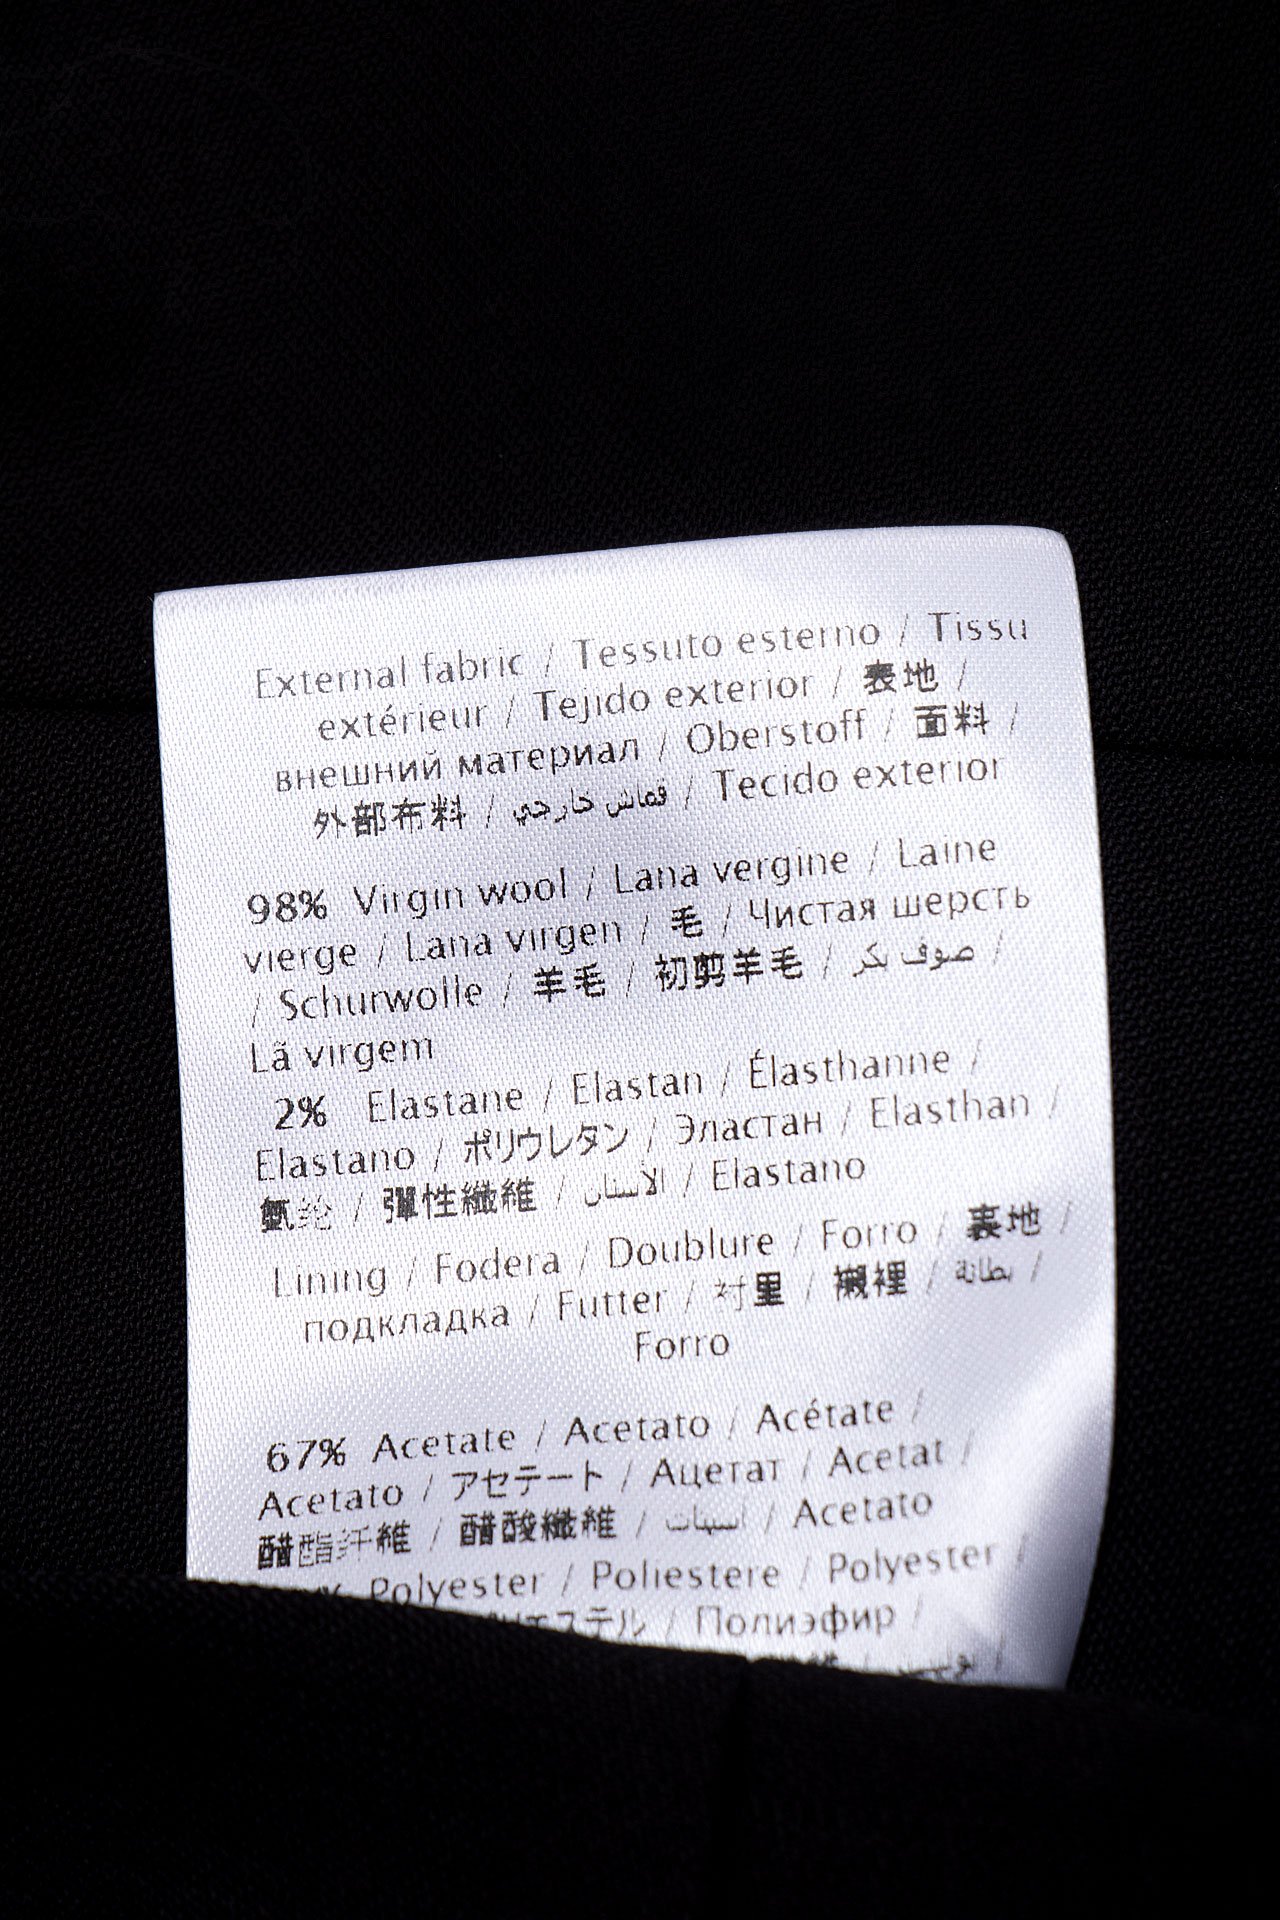 External fabric / Tessuto esterno / Tissu
extérieur / Tejido exterior / 表地 /
внешний материал / Oberstoff / 面料 /
外部布料 / قماش خارجي / Tecido exterior
98% Virgin wool / Lana vergine / Laine
vierge / Lana virgen / 毛 / Чистая шерсть
/ Schurwolle / 羊毛 / 初剪羊毛 / صوف بكر /
Lã virgem
2% Elastane / Elastan / Élasthanne /
Elastano / ポリウレタン / Эластан / Elasthan /
氨纶 / 彈性纖維 / / Elastano
Lining / Fodera / Doublure / Forro / 裏地 /
подкладка / Futter / 衬里 / 襯裡 / بطانة /
Forro
67% Acetate / Acetato / Acétate /
Acetato / アセテート / Ацетат / Acetat /
醋酯纤维 / 醋酸纖維 / / Acetato
% Polyester / Poliestere / Polyester /
エステル / Полиэфир /